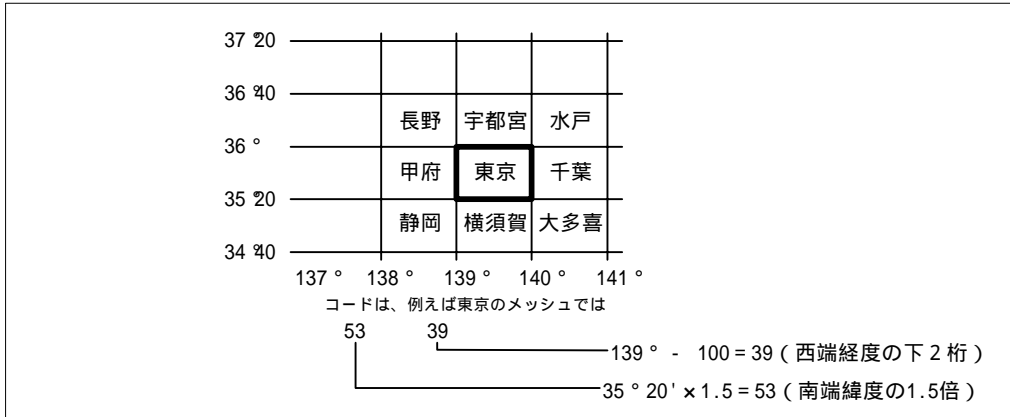 37°20
36°40
長野 宇都宮 水戸
36 °
甲府 東京 千葉
35°20
静岡 横須賀 大多喜
34°40
137 ° 138 ° 139 ° 140 ° 141 °
コードは、例えば東京のメッシュでは
53 39
139 ° - 100 = 39 ( 西端経度の下 2 桁 )
35 ° 20 ' × 1.5 = 53 ( 南端緯度の1.5倍 )